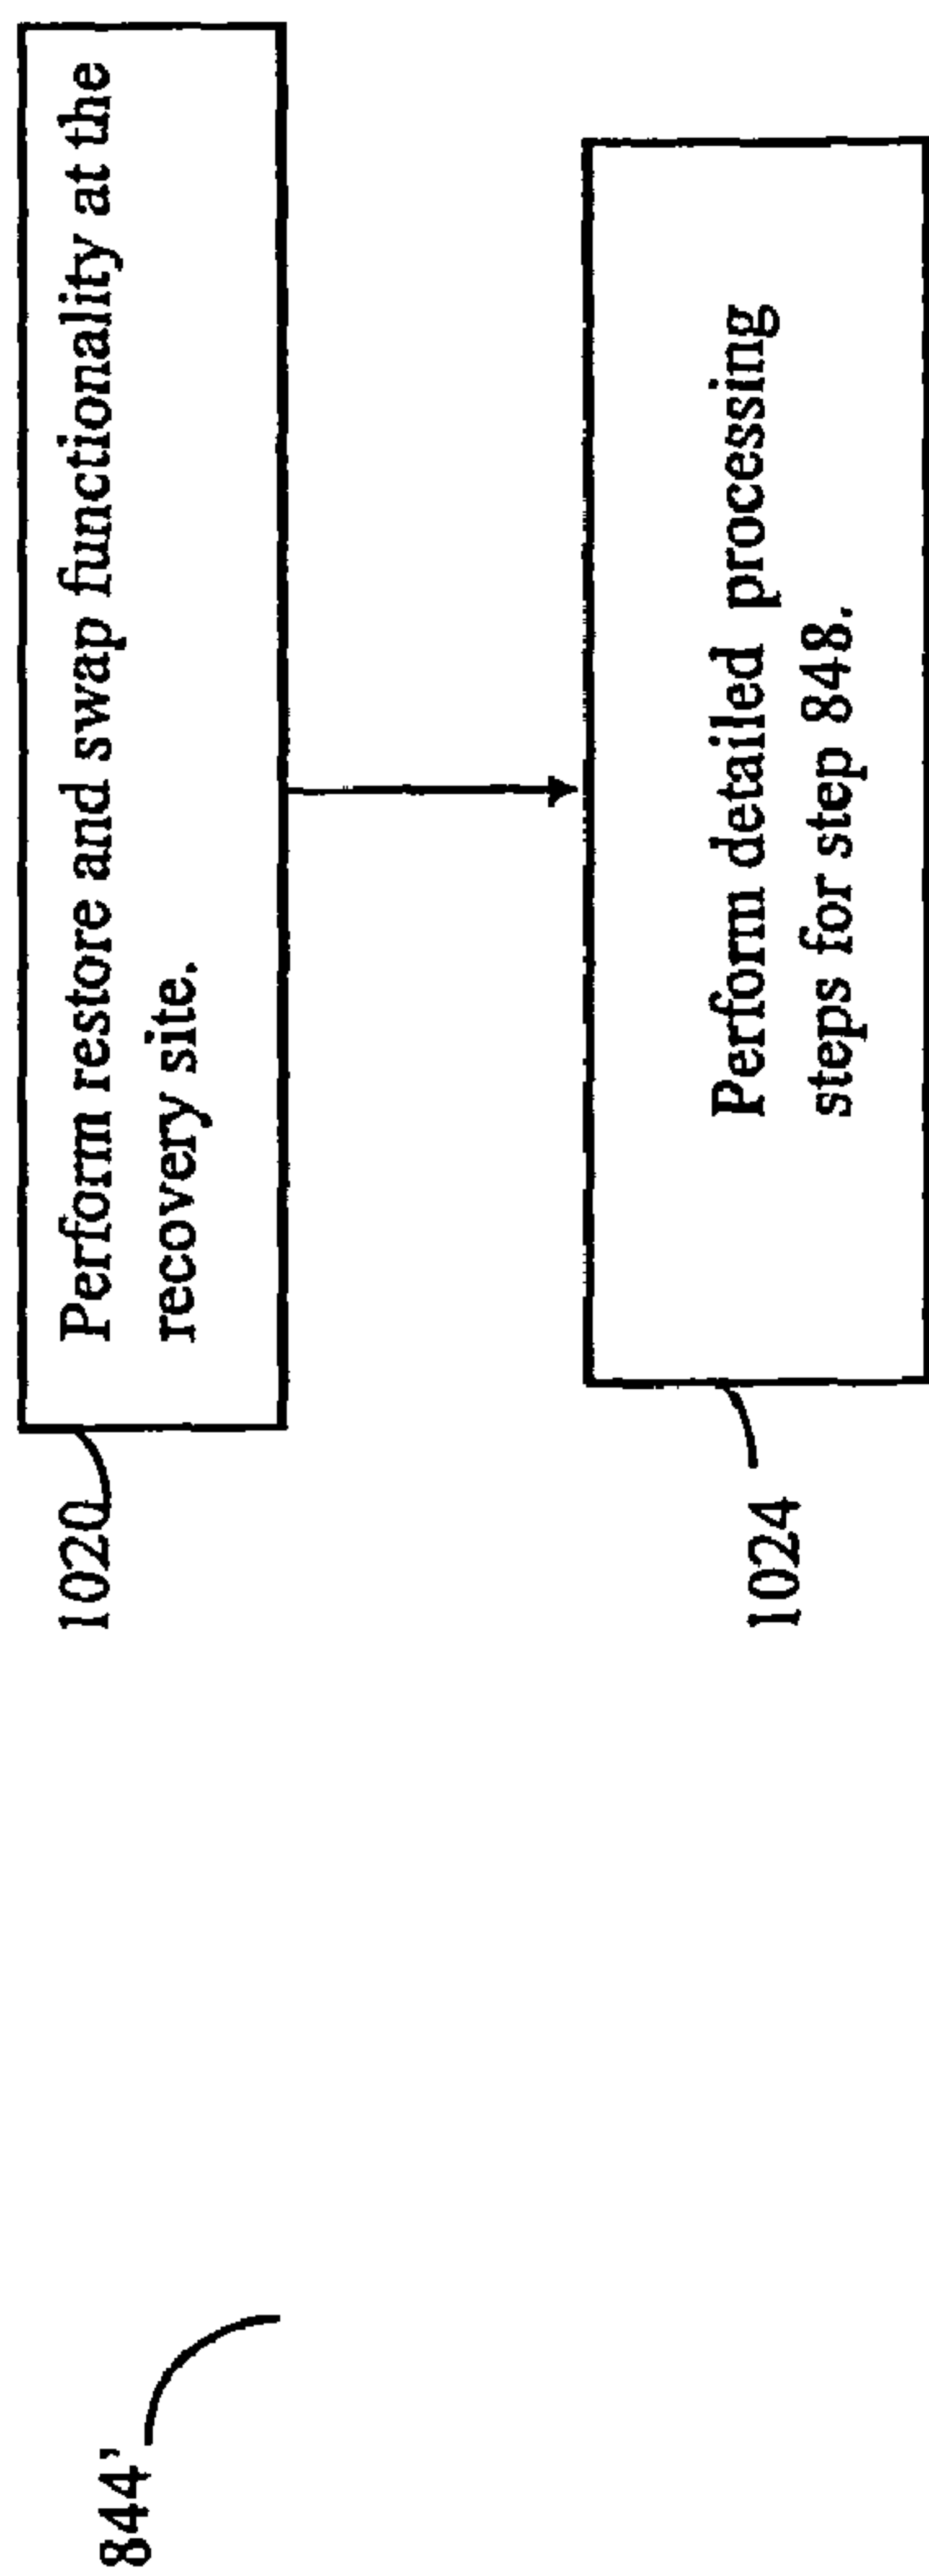 844'
1020
Perform restore and swap functionality at the
recovery site.
1024
Perform detailed processing
steps for step 848.